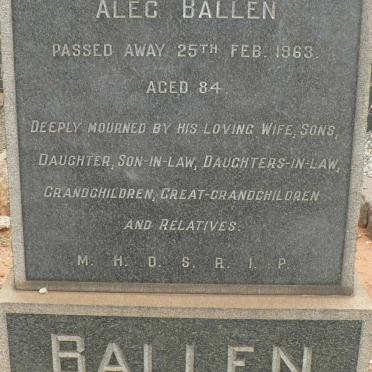 ALEC BALLEN
PASSED AWAY 25TH FEB. 1963.
AGED 84
DEEPLY MOURNED BY HIS LOVING WIFE, SONS,
DAUGHTER, SON-IN-LAW, DAUGHTERS-IN-LAW,
GRANDCHILDREN, GREAT-GRANDCHILDREN
AND RELATIVES.
M. H. D. S. R. I. P.
BALLEN